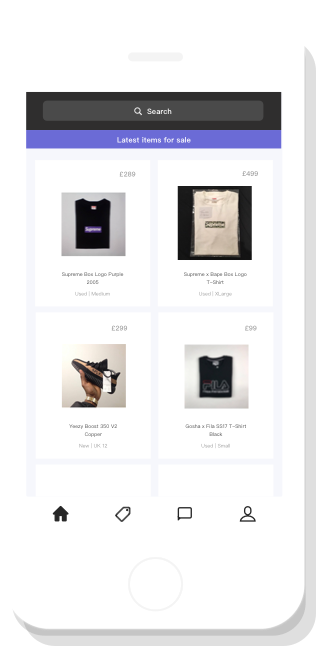 Search
Latest items for sale
£289
£499
Supreme
Supreme
Supreme Box Logo Purple
2005
Used | Medium
Supreme x Bape Box Logo
T-Shirt
Used | XLarge
£299
£99
FILA
Yeezy Boost 350 V2
Copper
New | UK 12
Gosha x Fila SS17 T-Shirt
Black
Used | Small